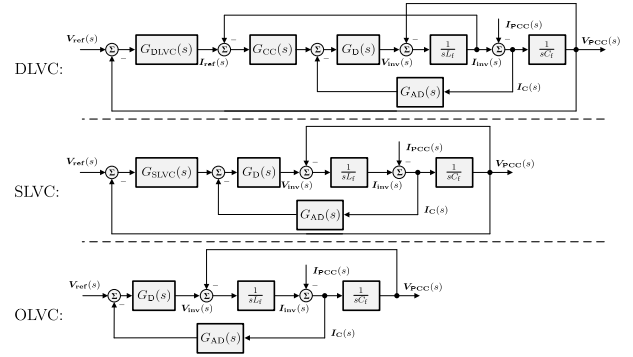 DLVC:
V_ref(s) Σ − G_DLVC(s) Σ − I_ref(s) G_CC(s) Σ − G_D(s) Σ − V_inv(s) 1/sL_f I_inv(s) Σ − I_PCC(s) 1/sC_f V_PCC(s)
G_AD(s) I_C(s)
SLVC:
V_ref(s) Σ − G_SLVC(s) Σ − G_D(s) Σ − V_inv(s) 1/sL_f I_inv(s) Σ − I_PCC(s) 1/sC_f V_PCC(s)
G_AD(s) I_C(s)
OLVC:
V_ref(s) Σ − G_D(s) Σ − V_inv(s) 1/sL_f I_inv(s) Σ − I_PCC(s) 1/sC_f V_PCC(s)
G_AD(s) I_C(s)